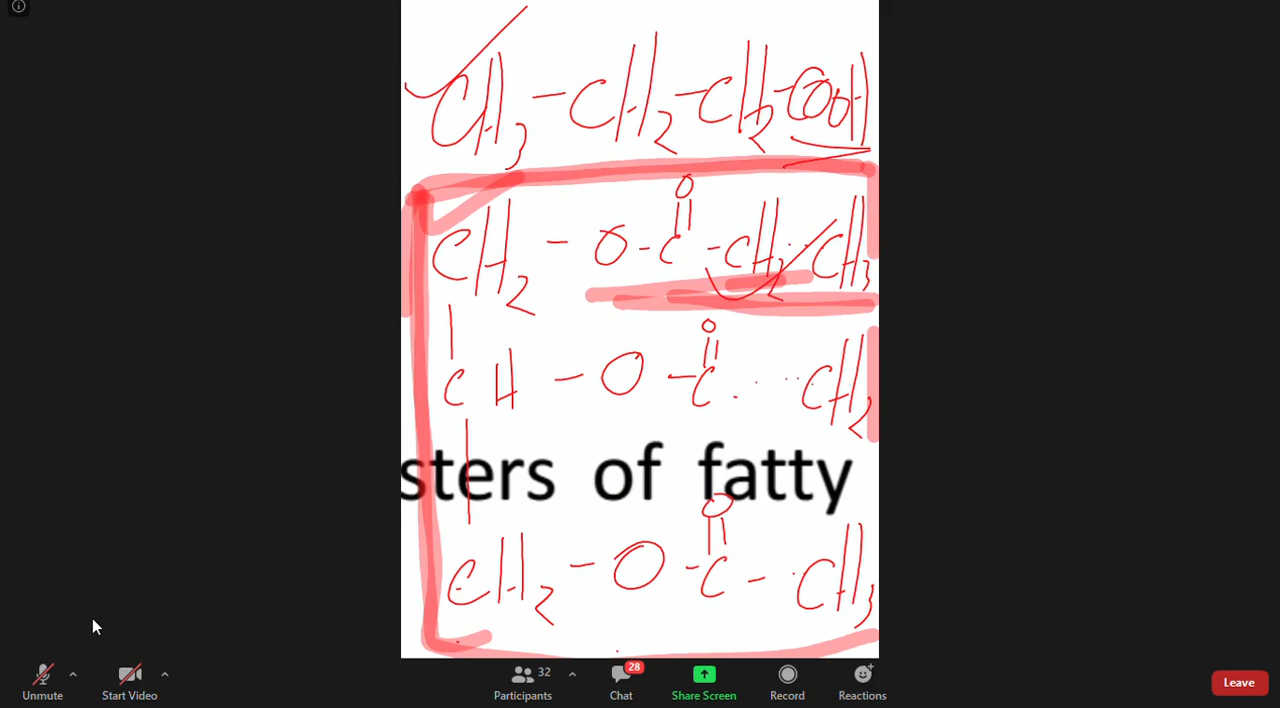 CH3 - CH2 - CH2 - COOH
O
CH2 - O - C - CH2 .. CH3
O
CH - O - C . . .. CH2
sters of fatty
O
CH2 - O - C - CH3
32
28
Unmute
Start Video
Participants
Chat
Share Screen
Record
Reactions
Leave